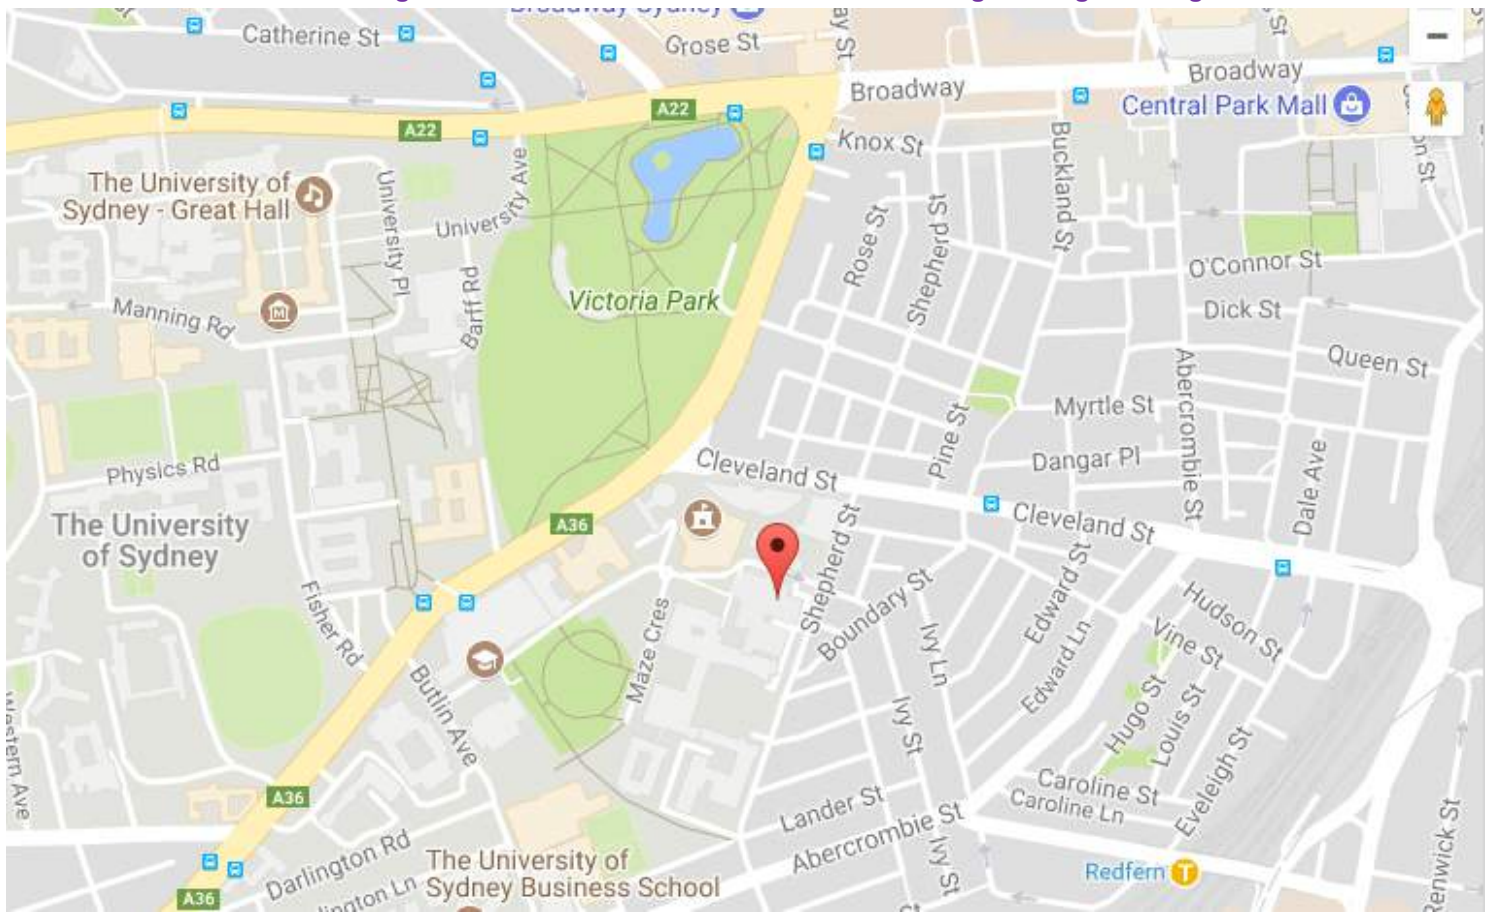 Broadway Sydney
Catherine St
Grose St
Broadway
Broadway
A22
A22
Central Park Mall
Knox St
Buckland St
The University of
Sydney - Great Hall
University Pl
University Ave
Shepherd St
Rose St
O'Connor St
Barff Rd
Manning Rd
Victoria Park
Dick St
Queen St
Abercrombie St
Myrtle St
Pine St
Physics Rd
Cleveland St
Dangar Pl
Dale Ave
The University
of Sydney
A36
Cleveland St
Shepherd St
Boundary St
Edward St
Edward Ln
Hudson St
Vine St
Fisher Rd
Maze Cres
Ivy Ln
Butlin Ave
Ivy St
Hugo St
Louis St
Eveleigh St
Western Ave
A36
Caroline St
Caroline Ln
Lander St
Abercrombie St
Ivy St
Renwick St
Darlington Rd
The University of
Sydney Business School
Redfern
T
A36